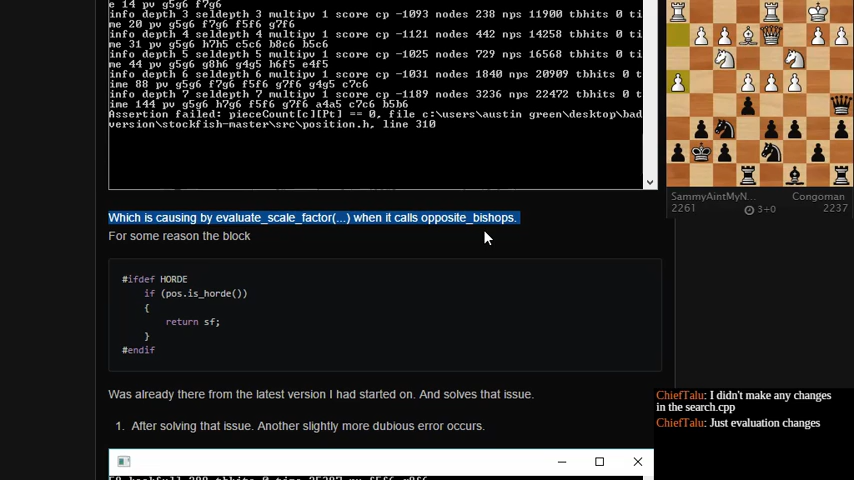 e 14 pv g5g6 f7g6
info depth 3 seldepth 3 multipv 1 score cp -1093 nodes 238 nps 11900 tbhits 0 ti
me 20 pv g5g6 f7g6 f5g6 g7f6
info depth 4 seldepth 4 multipv 1 score cp -1121 nodes 442 nps 14258 tbhits 0 ti
me 31 pv g5g6 h7h5 c5c6 b8c6 b5c6
info depth 5 seldepth 5 multipv 1 score cp -1025 nodes 729 nps 16568 tbhits 0 ti
me 44 pv g5g6 g8h6 g4g5 h6f5 e4f5
info depth 6 seldepth 6 multipv 1 score cp -1031 nodes 1840 nps 20909 tbhits 0 t
ime 88 pv g5g6 f7g6 f5g6 g7f6 g4g5 c7c6
info depth 7 seldepth 7 multipv 1 score cp -1189 nodes 3236 nps 22472 tbhits 0 t
ime 144 pv g5g6 h7g6 f5f6 g7f6 a4a5 c7c6 b5b6
Assertion failed: pieceCount[c][Pt] == 0, file c:\users\austin green\desktop\bad
version\stockfish-master\src\position.h, line 310
SammyAintMyN... Congoman
2261 3+0 2237
Which is causing by evaluate_scale_factor(...) when it calls opposite_bishops.
For some reason the block
#ifdef HORDE
if (pos.is_horde())
{
return sf;
}
#endif
Was already there from the latest version I had started on. And solves that issue.
1. After solving that issue. Another slightly more dubious error occurs.
ChiefTalu: I didn't make any changes
in the search.cpp
ChiefTalu: Just evaluation changes